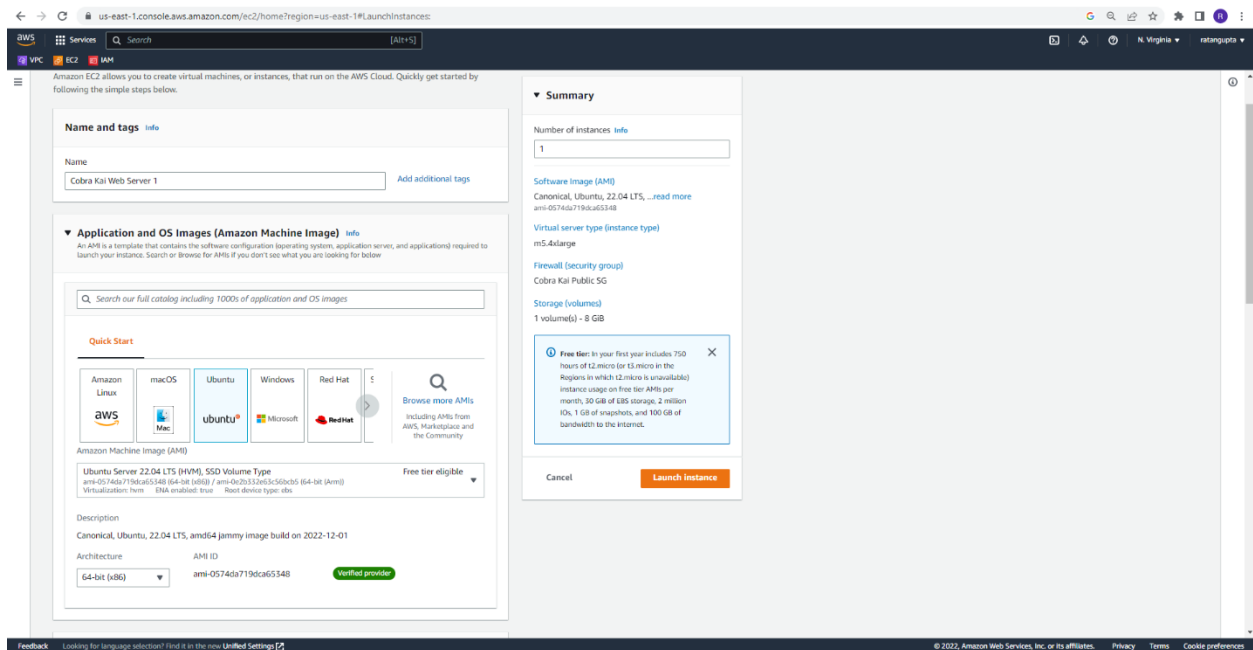 us-east-1.console.aws.amazon.com/ec2/home?region=us-east-1#LaunchInstances:
aws
Services
Search
[Alt+S]
N. Virginia
ratangupta
VPC
EC2
IAM
Amazon EC2 allows you to create virtual machines, or instances, that run on the AWS Cloud. Quickly get started by
following the simple steps below.
Name and tags Info
Name
Cobra Kai Web Server 1
Add additional tags
Application and OS Images (Amazon Machine Image) Info
An AMI is a template that contains the software configuration (operating system, application server, and applications) required to
launch your instance. Search or Browse for AMIs if you don't see what you are looking for below
Search our full catalog including 1000s of application and OS images
Quick Start
Amazon
Linux
aws
macOS
Mac
Ubuntu
ubuntu®
Windows
Microsoft
Red Hat
Red Hat
S
Browse more AMIs
Including AMIs from
AWS, Marketplace and
the Community
Amazon Machine Image (AMI)
Ubuntu Server 22.04 LTS (HVM), SSD Volume Type
Free tier eligible
ami-0574da719dca65348 (64-bit (x86)) / ami-0e2b332e63c56bcb5 (64-bit (Arm))
Virtualization: hvm ENA enabled: true Root device type: ebs
Description
Canonical, Ubuntu, 22.04 LTS, amd64 jammy image build on 2022-12-01
Architecture
AMI ID
64-bit (x86)
ami-0574da719dca65348
Verified provider
Summary
Number of instances Info
1
Software Image (AMI)
Canonical, Ubuntu, 22.04 LTS, ...read more
ami-0574da719dca65348
Virtual server type (instance type)
m5.4xlarge
Firewall (security group)
Cobra Kai Public SG
Storage (volumes)
1 volume(s) - 8 GiB
Free tier: In your first year includes 750
hours of t2.micro (or t3.micro in the
Regions in which t2.micro is unavailable)
instance usage on free tier AMIs per
month, 30 GiB of EBS storage, 2 million
IOs, 1 GB of snapshots, and 100 GB of
bandwidth to the internet.
Cancel
Launch instance
Feedback
Looking for language selection? Find it in the new Unified Settings
© 2022, Amazon Web Services, Inc. or its affiliates.
Privacy
Terms
Cookie preferences